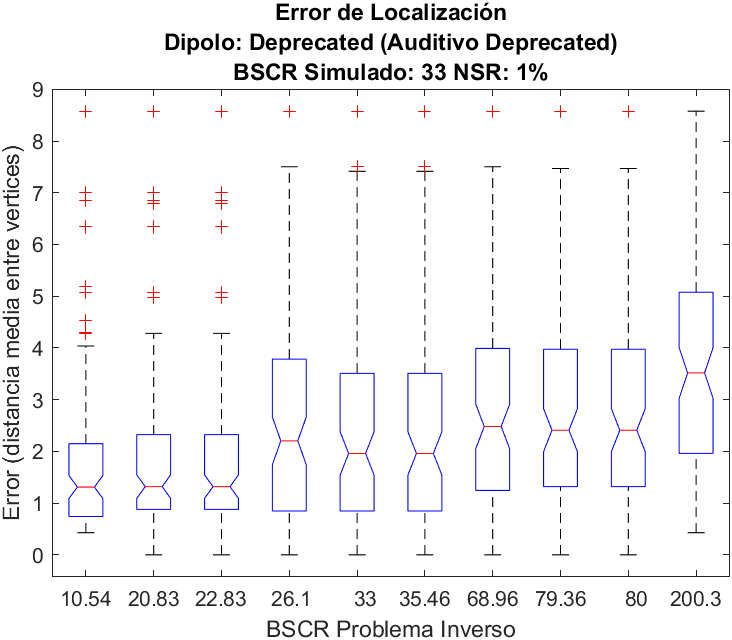 Error de Localización
Dipolo: Deprecated (Auditivo Deprecated)
BSCR Simulado: 33 NSR: 1%
Error (distancia media entre vertices)
9
8
7
6
5
4
3
2
1
0
10.54 20.83 22.83 26.1 33 35.46 68.96 79.36 80 200.3
BSCR Problema Inverso